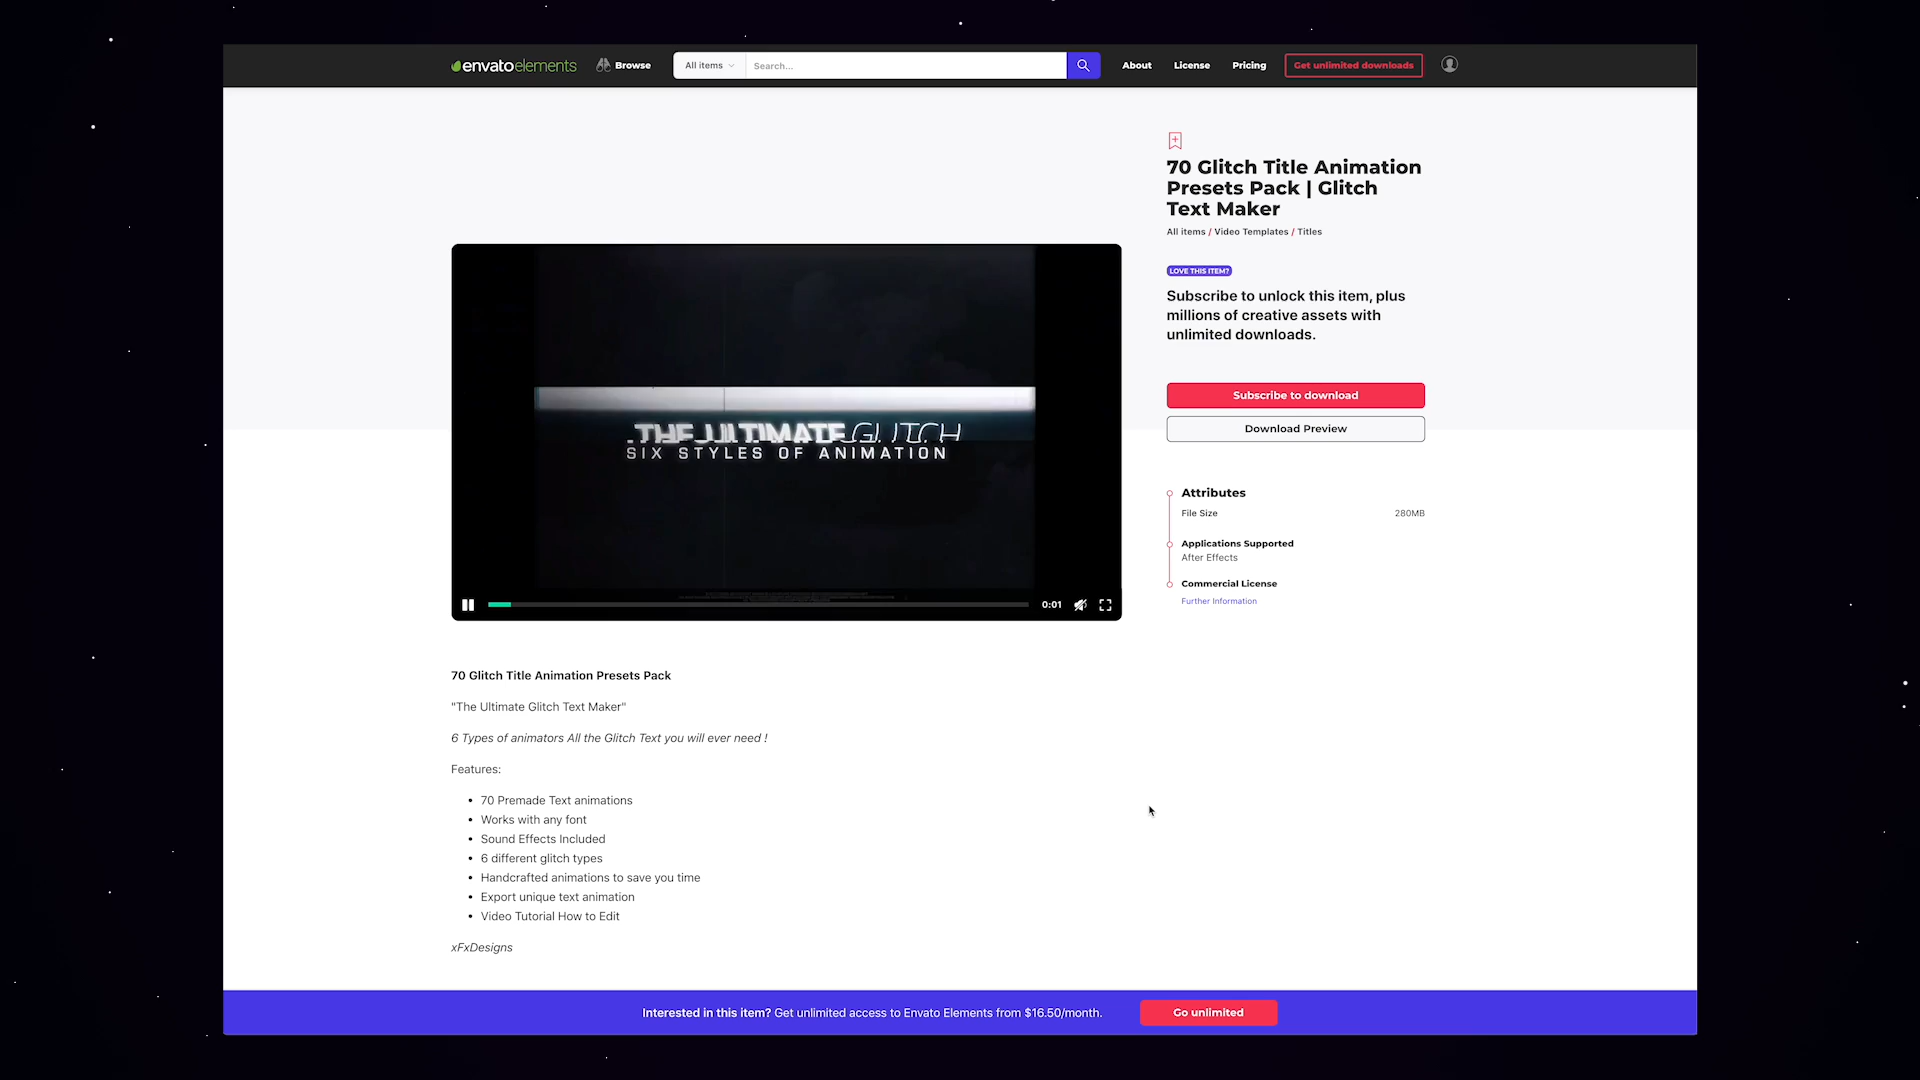 envatoelements
Browse
All items
Search...
About
License
Pricing
Get unlimited downloads
70 Glitch Title Animation
Presets Pack | Glitch
Text Maker
All items / Video Templates / Titles
LOVE THIS ITEM?
Subscribe to unlock this item, plus
millions of creative assets with
unlimited downloads.
Subscribe to download
Download Preview
THE ULTIMATE GLITCH
SIX STYLES OF ANIMATION
0:01
Attributes
File Size 280MB
Applications Supported
After Effects
Commercial License
Further Information
70 Glitch Title Animation Presets Pack
"The Ultimate Glitch Text Maker"
6 Types of animators All the Glitch Text you will ever need !
Features:
• 70 Premade Text animations
• Works with any font
• Sound Effects Included
• 6 different glitch types
• Handcrafted animations to save you time
• Export unique text animation
• Video Tutorial How to Edit
xFxDesigns
Interested in this item? Get unlimited access to Envato Elements from $16.50/month.
Go unlimited